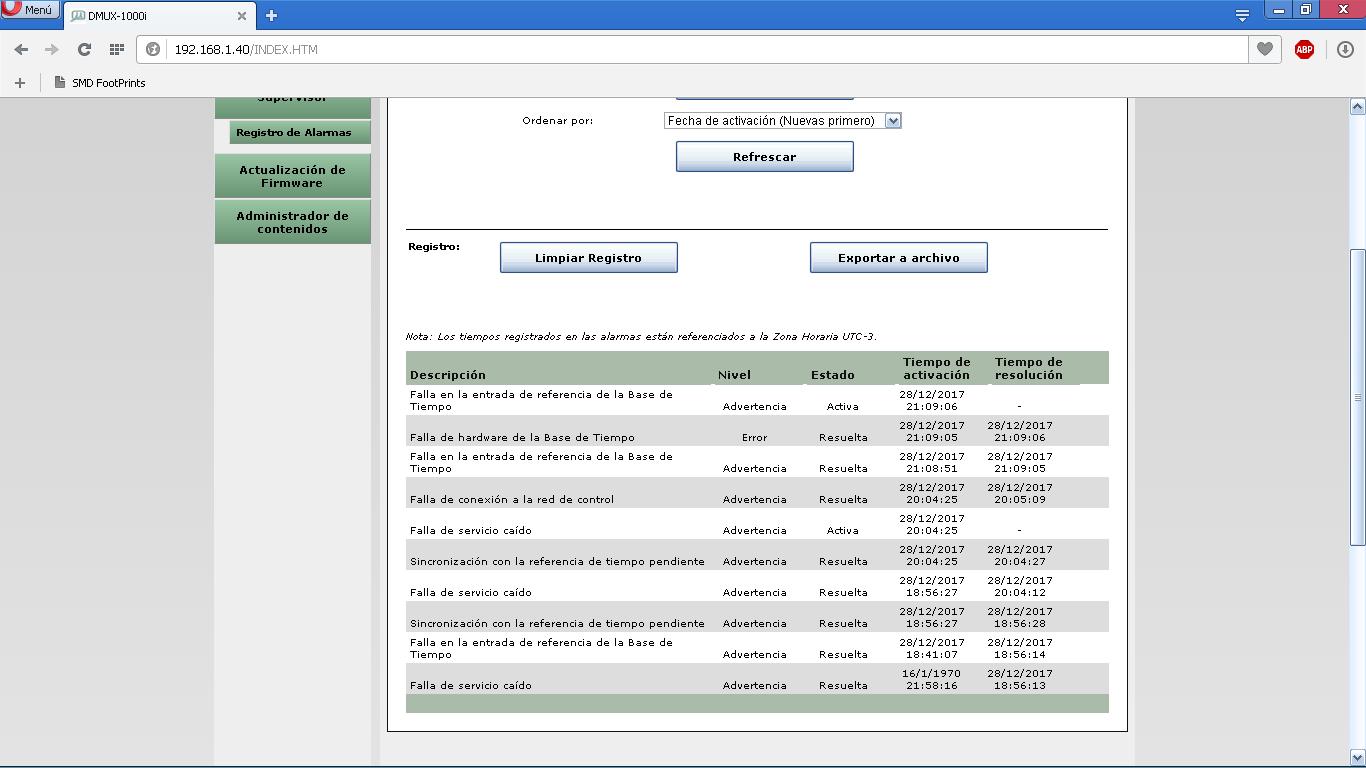 Menú
DMUX-1000i
192.168.1.40/INDEX.HTM
ABP
SMD FootPrints
Supervisor
Registro de Alarmas
Actualización de
Firmware
Administrador de
contenidos
Ordenar por:
Fecha de activación (Nuevas primero)
Refrescar
Registro:
Limpiar Registro
Exportar a archivo
Nota: Los tiempos registrados en las alarmas están referenciados a la Zona Horaria UTC-3.
Tiempo de Tiempo de
Descripción Nivel Estado activación resolución
Falla en la entrada de referencia de la Base de 28/12/2017
Tiempo Advertencia Activa 21:09:06 -
28/12/2017 28/12/2017
Falla de hardware de la Base de Tiempo Error Resuelta 21:09:05 21:09:06
Falla en la entrada de referencia de la Base de 28/12/2017 28/12/2017
Tiempo Advertencia Resuelta 21:08:51 21:09:05
28/12/2017 28/12/2017
Falla de conexión a la red de control Advertencia Resuelta 20:04:25 20:05:09
28/12/2017
Falla de servicio caído Advertencia Activa 20:04:25 -
28/12/2017 28/12/2017
Sincronización con la referencia de tiempo pendiente Advertencia Resuelta 20:04:25 20:04:27
28/12/2017 28/12/2017
Falla de servicio caído Advertencia Resuelta 18:56:27 20:04:12
28/12/2017 28/12/2017
Sincronización con la referencia de tiempo pendiente Advertencia Resuelta 18:56:27 18:56:28
Falla en la entrada de referencia de la Base de 28/12/2017 28/12/2017
Tiempo Advertencia Resuelta 18:41:07 18:56:14
16/1/1970 28/12/2017
Falla de servicio caído Advertencia Resuelta 21:58:16 18:56:13